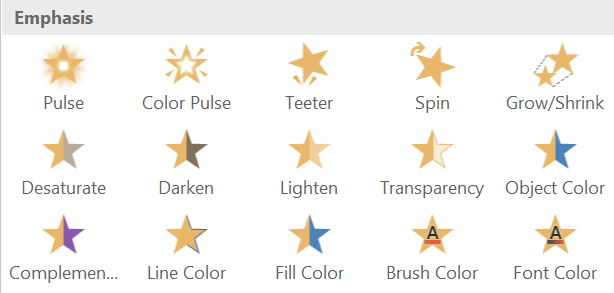 Emphasis
Pulse Color Pulse Teeter Spin Grow/Shrink
Desaturate Darken Lighten Transparency Object Color
A A
Complemen... Line Color Fill Color Brush Color Font Color